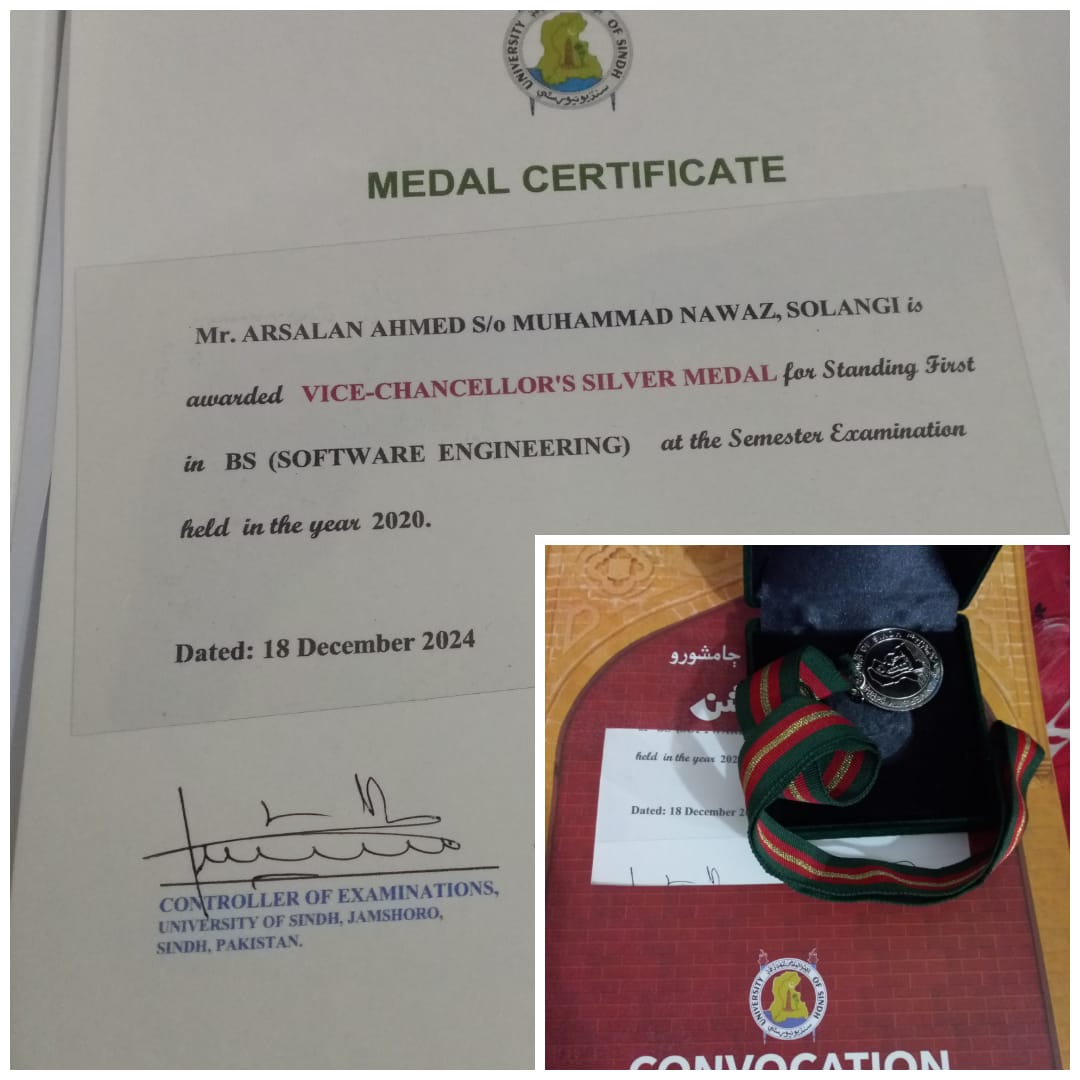 UNIVERSITY OF SINDH
سنڌ يونيورسٽي
MEDAL CERTIFICATE
Mr. ARSALAN AHMED S/o MUHAMMAD NAWAZ, SOLANGI is
awarded VICE-CHANCELLOR'S SILVER MEDAL for Standing First
in BS (SOFTWARE ENGINEERING) at the Semester Examination
held in the year 2020.
Dated: 18 December 2024
CONTROLLER OF EXAMINATIONS,
UNIVERSITY OF SINDH, JAMSHORO,
SINDH, PAKISTAN.
ڄامشورو
held in the year 202
Dated: 18 December 2
UNIVERSITY OF SINDH
CONVOCATION